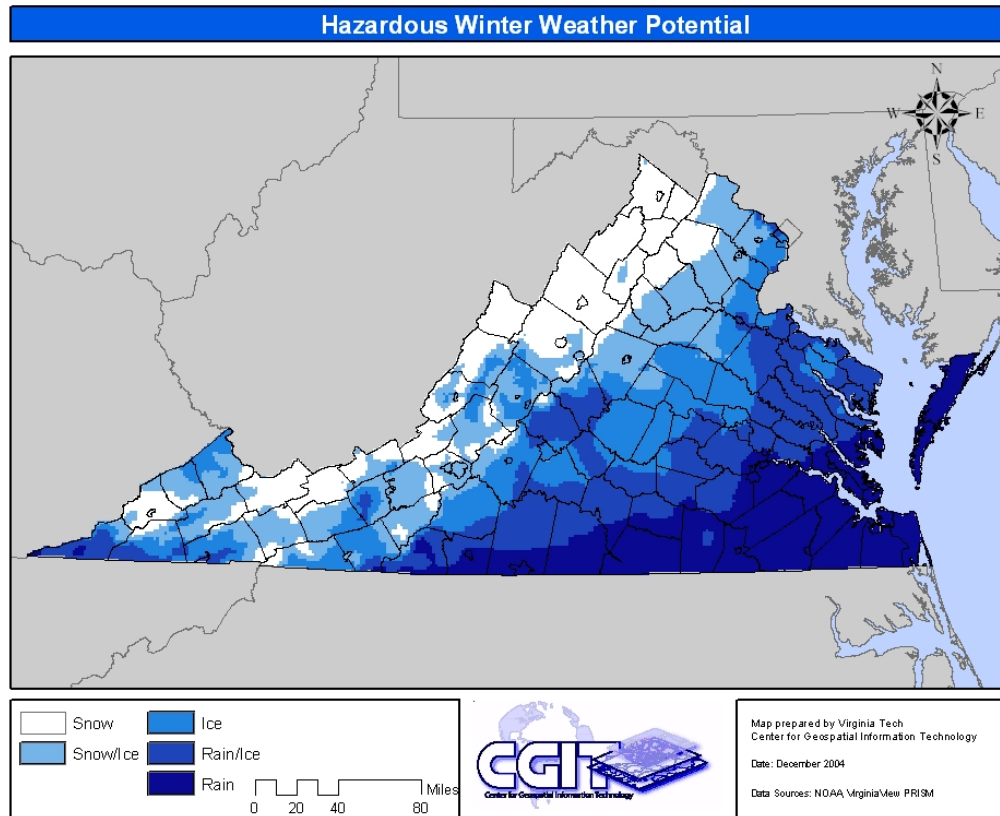 Hazardous Winter Weather Potential
N
W E
S
Snow
Snow/Ice
Ice
Rain/Ice
Rain
Miles
0 10 20 40 80
CGIT
Center for Geospatial Information Technology
Map prepared by Virginia Tech
Center for Geospatial Information Technology
Date: December 2004
Data Sources: NOAA, VirginiaView PRISM